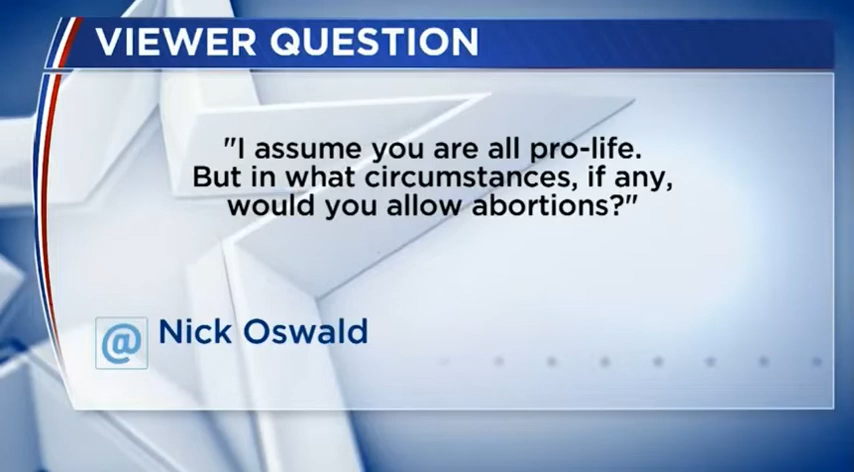 VIEWER QUESTION
"I assume you are all pro-life.
But in what circumstances, if any,
would you allow abortions?"
@ Nick Oswald